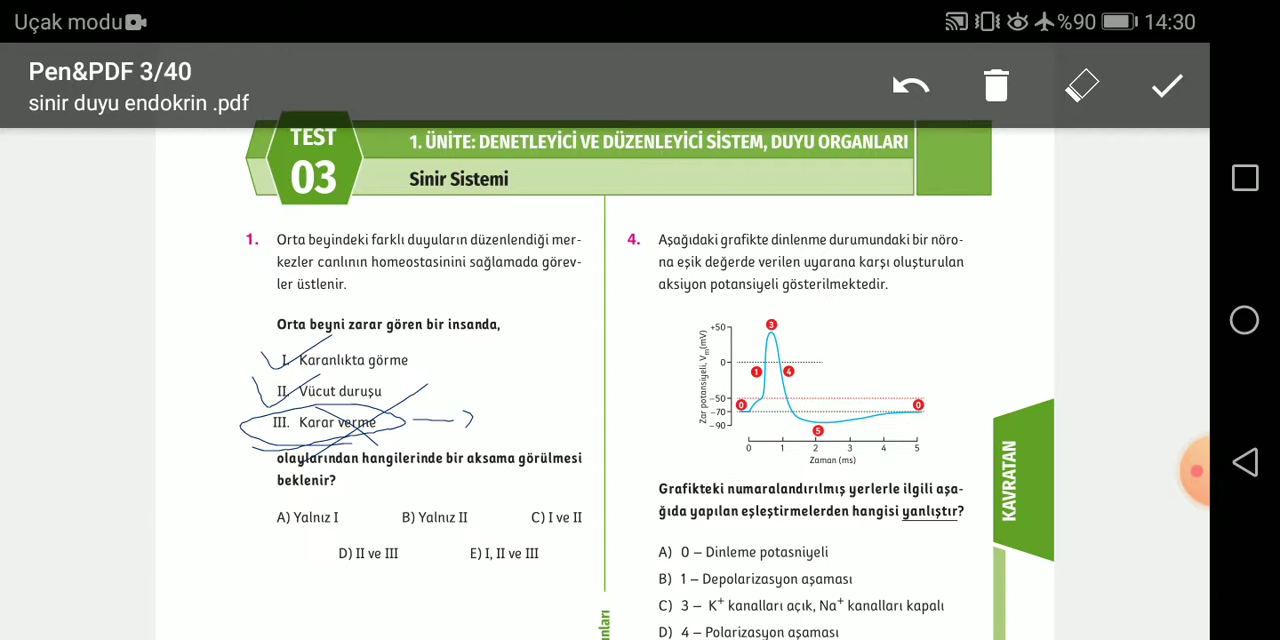 Uçak modu
%90 14:30
Pen&PDF 3/40
sinir duyu endokrin .pdf
TEST
03
1. ÜNİTE: DENETLEYİCİ VE DÜZENLEYİCİ SİSTEM, DUYU ORGANLARI
Sinir Sistemi
1. Orta beyindeki farklı duyuların düzenlendiği mer-
kezler canlının homeostasinini sağlamada görev-
ler üstlenir.
Orta beyni zarar gören bir insanda,
I. Karanlıkta görme
II. Vücut duruşu
III. Karar verme
olaylarından hangilerinde bir aksama görülmesi
beklenir?
A) Yalnız I B) Yalnız II C) I ve II
D) II ve III E) I, II ve III
4. Aşağıdaki grafikte dinlenme durumundaki bir nöro-
na eşik değerde verilen uyarana karşı oluşturulan
aksiyon potansiyeli gösterilmektedir.
Zar potansiyeli, Vm(mV)
+50
0
-50
-70
-90
0
1
3
4
5
0
0 1 2 3 4 5
Zaman (ms)
Grafikteki numaralandırılmış yerlerle ilgili aşa-
ğıda yapılan eşleştirmelerden hangisi yanlıştır?
A) 0 – Dinleme potasniyeli
B) 1 – Depolarizasyon aşaması
C) 3 – K+ kanalları açık, Na+ kanalları kapalı
D) 4 – Polarizasyon aşaması
KAVRATAN
nları